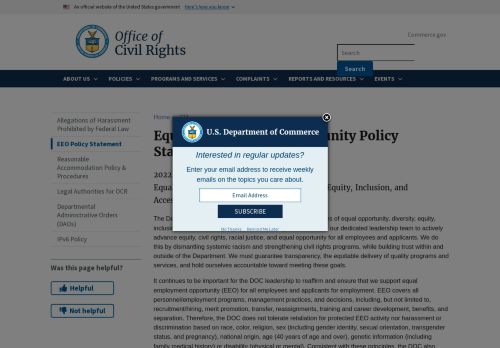 An official website of the United States government Here's how you know
Office of
Civil Rights
Commerce.gov
Search
Search
ABOUT US
POLICIES
PROGRAMS AND SERVICES
COMPLAINTS
REPORTS AND RESOURCES
EVENTS
Allegations of Harassment
Prohibited by Federal Law
EEO Policy Statement
Reasonable
Accommodation Policy &
Procedures
Legal Authorities for OCR
Departmental
Administrative Orders
(DAOs)
IPv6 Policy
Was this page helpful?
Helpful
Not helpful
Home
Equ
unity Policy
Stat
2022
Equa
Equity, Inclusion, and
Acces
U.S. Department of Commerce
Interested in regular updates?
Enter your email address to receive weekly
emails on the topics you care about.
Email Address
SUBSCRIBE
No Thanks Remind Me Later
The De
es of equal opportunity, diversity, equity,
inclus
our dedicated leadership team to actively
advance equity, civil rights, racial justice, and equal opportunity for all employees and applicants. We do
this by dismantling systemic racism and strengthening civil rights programs, while building trust within and
outside of the Department. We must guarantee transparency, the equitable delivery of quality programs and
services, and hold ourselves accountable toward meeting these goals.
It continues to be important for the DOC leadership to reaffirm and ensure that we support equal
employment opportunity (EEO) for all employees and applicants for employment. EEO covers all
personnel/employment programs, management practices, and decisions, including, but not limited to,
recruitment/hiring, merit promotion, transfer, reassignments, training and career development, benefits, and
separation. Therefore, the DOC does not tolerate retaliation for protected EEO activity nor harassment or
discrimination based on race, color, religion, sex (including gender identity, sexual orientation, transgender
status, and pregnancy), national origin, age (40 years of age and over), genetic information (including
family medical history) or disability (physical or mental). Consistent with these principles, the DOC also